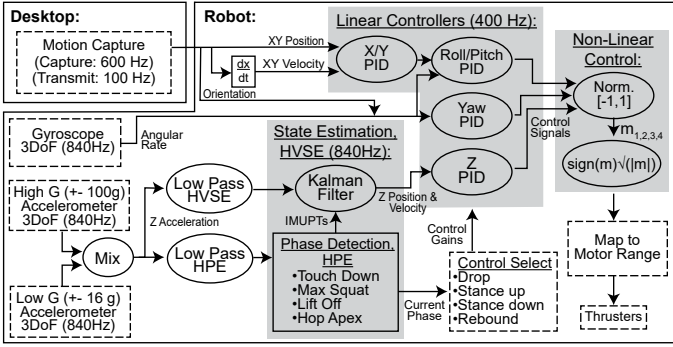 Desktop:
Robot:
Motion Capture
(Capture: 600 Hz)
(Transmit: 100 Hz)
XY Position
dx
dt
XY Velocity
Orientation
Linear Controllers (400 Hz):
X/Y
PID
Roll/Pitch
PID
Yaw
PID
Z
PID
Non-Linear
Control:
Norm.
[-1,1]
Control
Signals
m1,2,3,4
sign(m)√(|m|)
Map to
Motor Range
Thrusters
Gyroscope
3DoF (840Hz)
Angular
Rate
State Estimation,
HVSE (840Hz):
Kalman
Filter
Z Position &
Velocity
IMUPTs
High G (+- 100g)
Accelerometer
3DoF (840Hz)
Low G (+- 16 g)
Accelerometer
3DoF (840Hz)
Mix
Z Acceleration
Low Pass
HVSE
Low Pass
HPE
Phase Detection,
HPE
•Touch Down
•Max Squat
•Lift Off
•Hop Apex
Current
Phase
Control
Gains
Control Select
•Drop
•Stance up
•Stance down
•Rebound